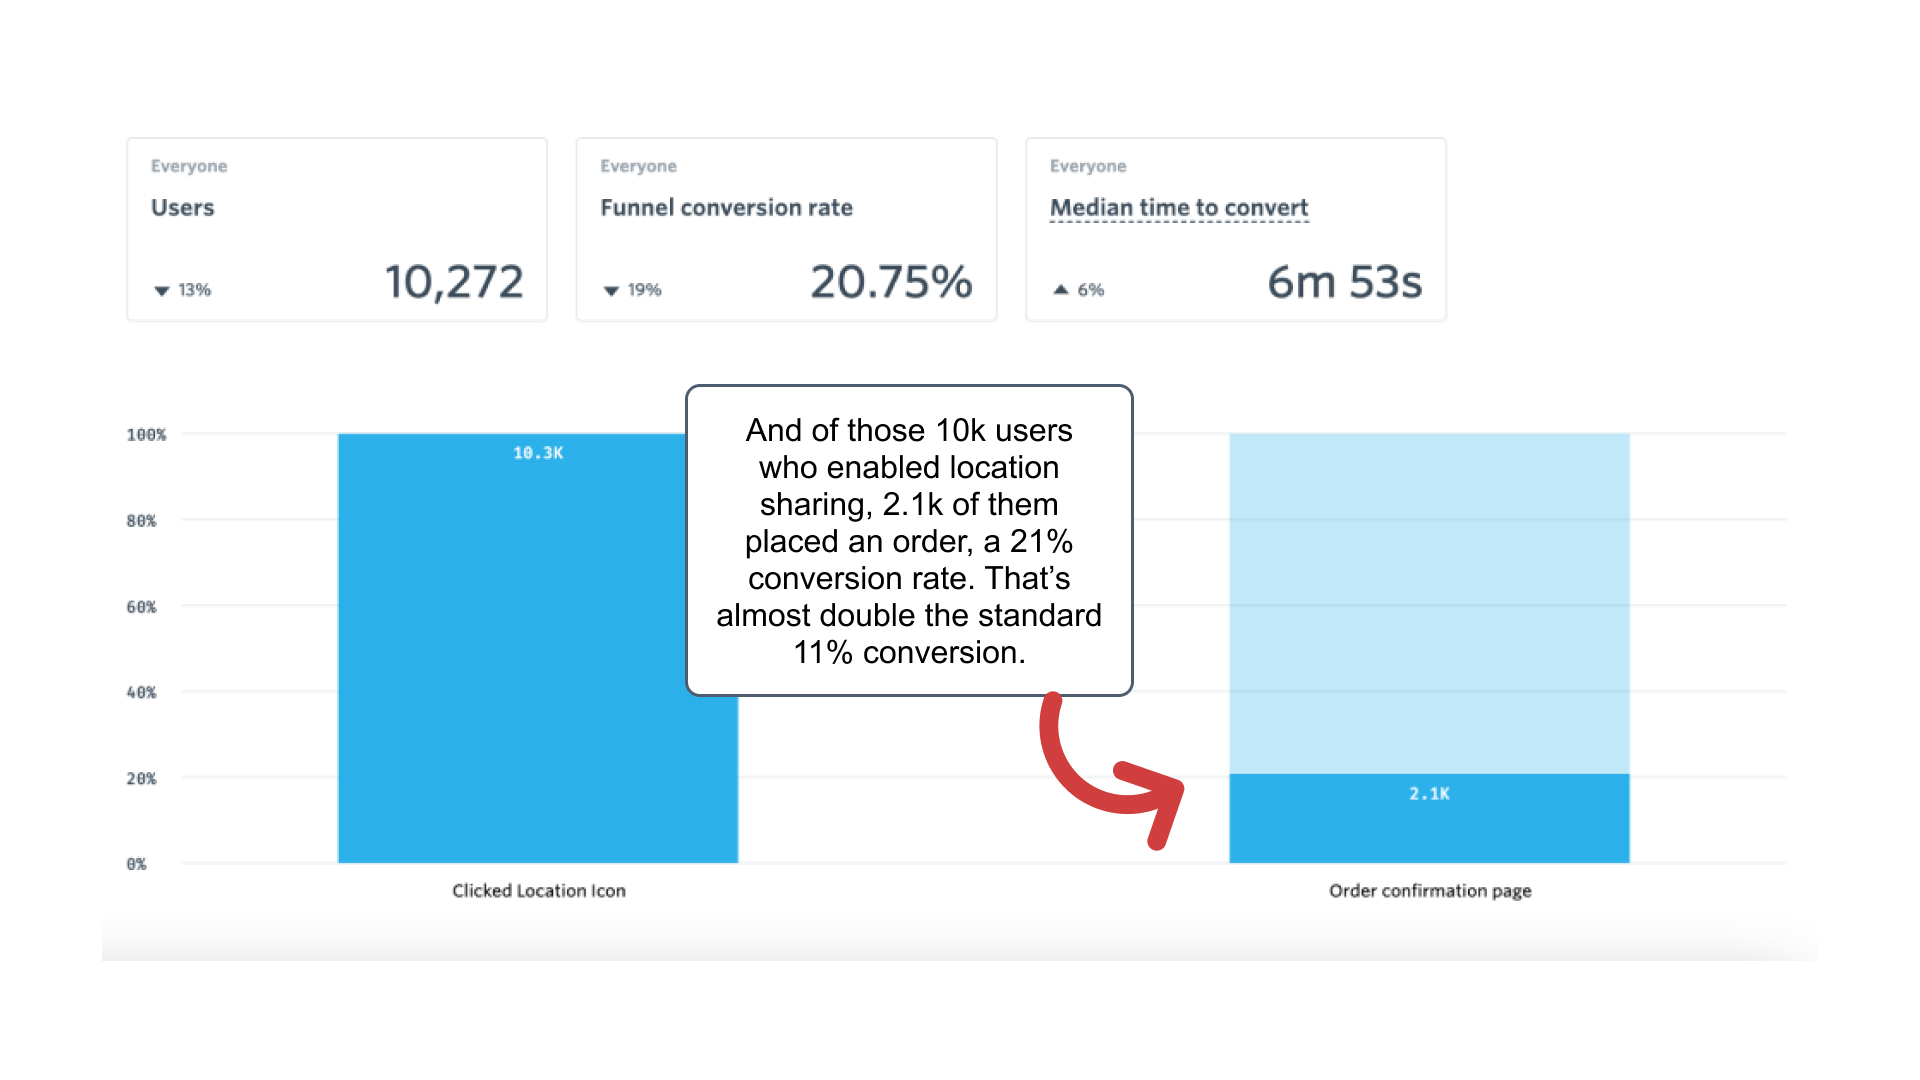 Everyone
Users
▼ 13%
10,272
Everyone
Funnel conversion rate
▼ 19%
20.75%
Everyone
Median time to convert
▲ 6%
6m 53s
And of those 10k users
who enabled location
sharing, 2.1k of them
placed an order, a 21%
conversion rate. That’s
almost double the standard
11% conversion.
100%
80%
60%
40%
20%
0%
10.3K
2.1K
Clicked Location Icon
Order confirmation page